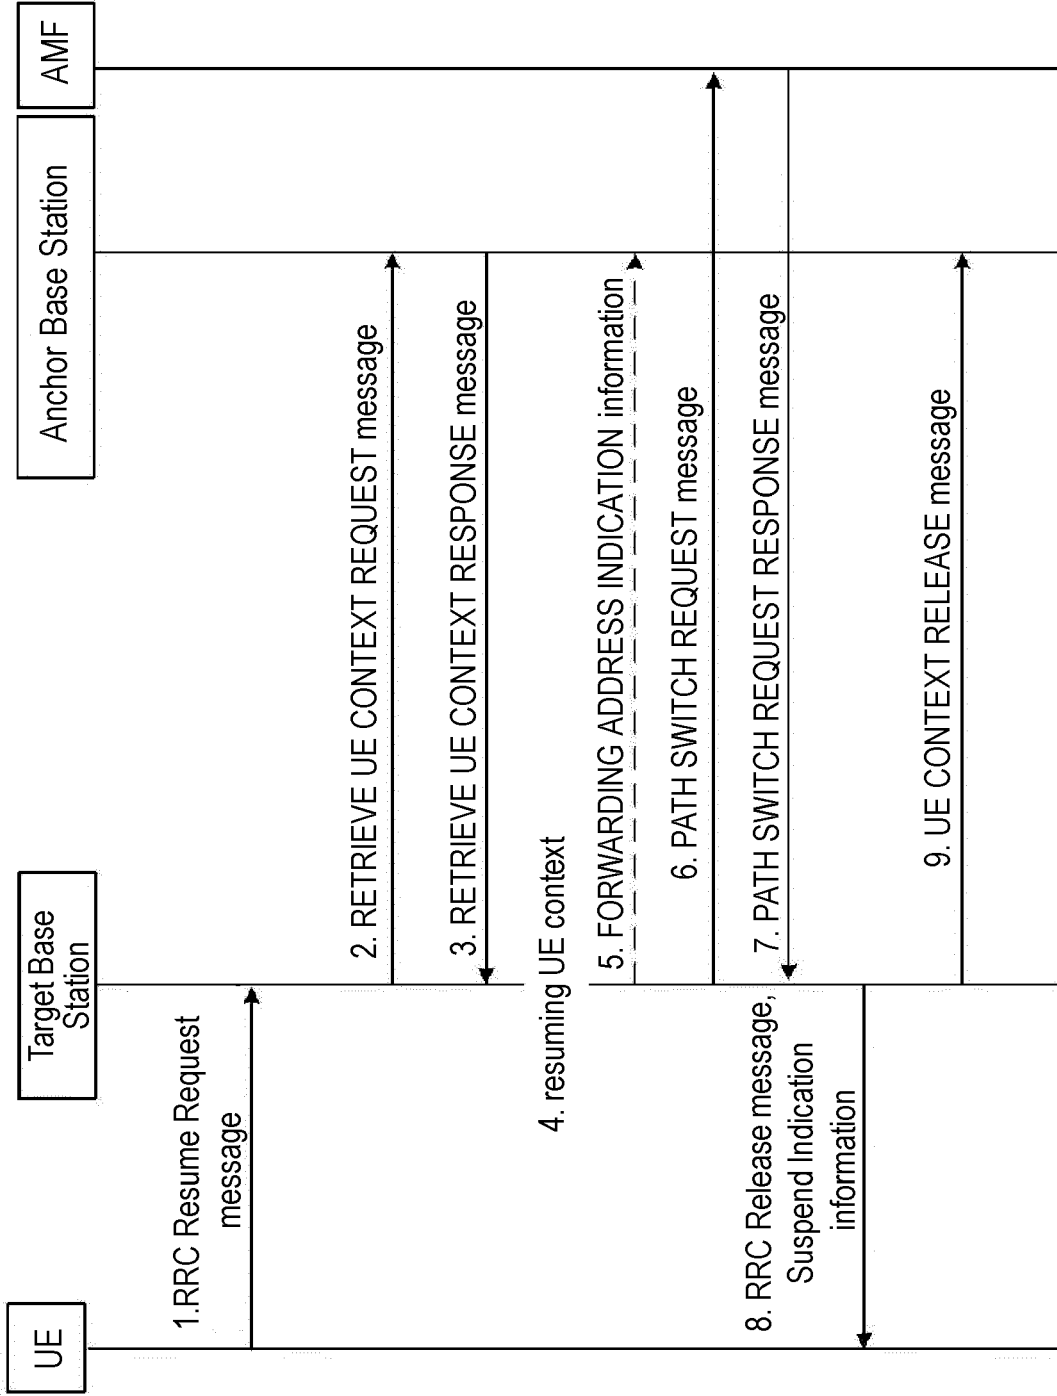 UE
Target Base
Station
Anchor Base Station
AMF
1.RRC Resume Request
message
2. RETRIEVE UE CONTEXT REQUEST message
3. RETRIEVE UE CONTEXT RESPONSE message
4. resuming UE context
5. FORWARDING ADDRESS INDICATION information
6. PATH SWITCH REQUEST message
7. PATH SWITCH REQUEST RESPONSE message
8. RRC Release message,
Suspend Indication
information
9. UE CONTEXT RELEASE message